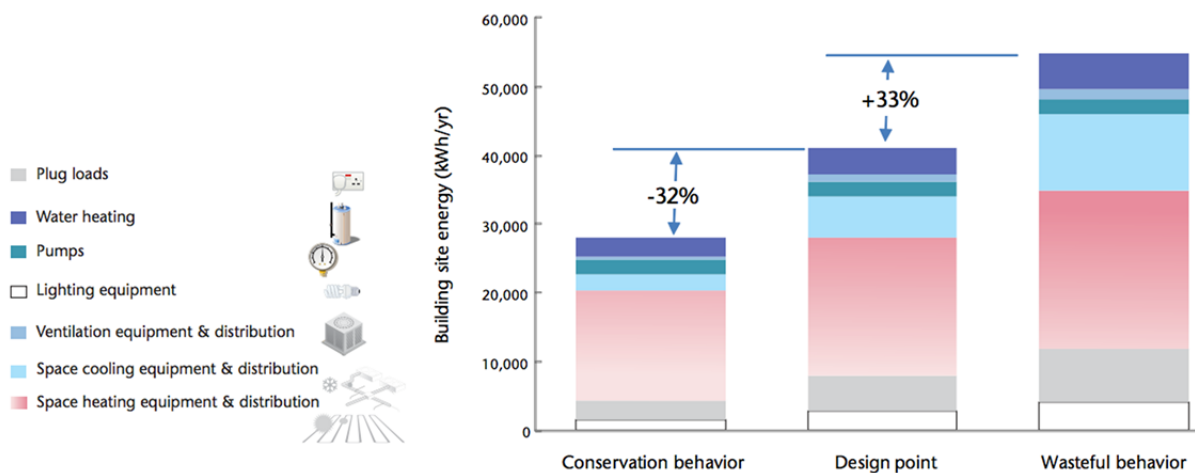 Plug loads
Water heating
Pumps
Lighting equipment
Ventilation equipment & distribution
Space cooling equipment & distribution
Space heating equipment & distribution
Building site energy (kWh/yr)
60,000
50,000
40,000
30,000
20,000
10,000
0
-32%
+33%
Conservation behavior
Design point
Wasteful behavior